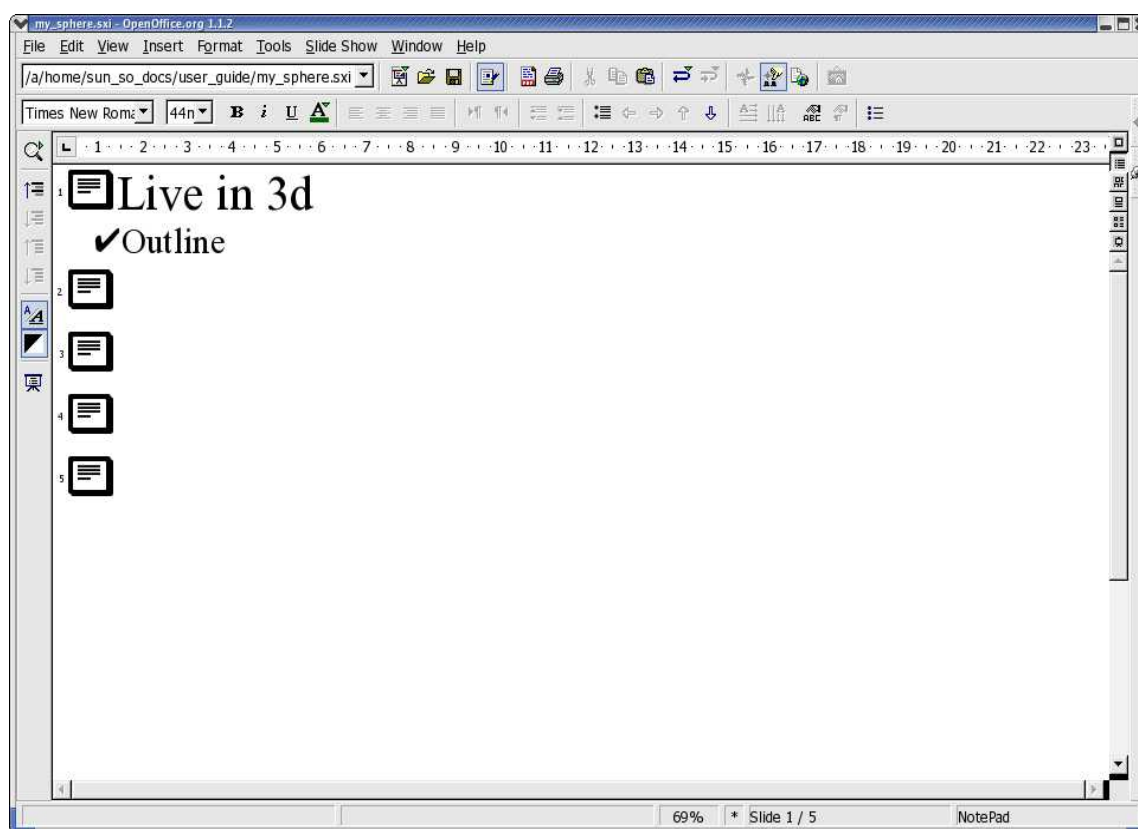 my_sphere.sxi - OpenOffice.org 1.1.2
File Edit View Insert Format Tools Slide Show Window Help
/a/home/sun_so_docs/user_guide/my_sphere.sxi
Times New Roma 44n B i U A ABC
1 2 3 4 5 6 7 8 9 10 11 12 13 14 15 16 17 18 19 20 21 22 23
1 Live in 3d
✔Outline
2
3
4
5
69% * Slide 1 / 5 NotePad